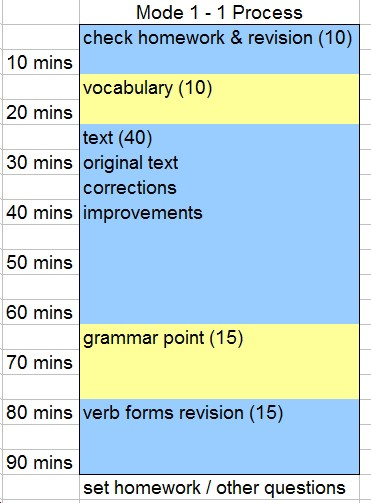 Mode 1 - 1 Process
check homework & revision (10)
10 mins
vocabulary (10)
20 mins
text (40)
30 mins original text
corrections
40 mins improvements
50 mins
60 mins
grammar point (15)
70 mins
80 mins verb forms revision (15)
90 mins
set homework / other questions